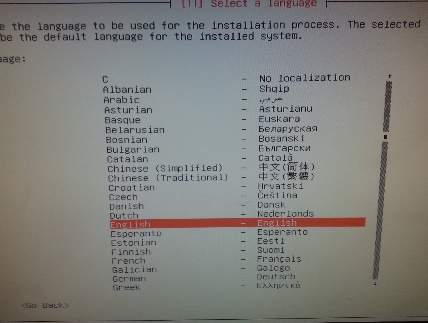 [!!] Select a language
e the language to be used for the installation process. The selected
be the default language for the installed system.
uage:
C - No localization
Albanian - Shqip
Arabic - عربي
Asturian - Asturianu
Basque - Euskara
Belarusian - Беларуская
Bosnian - Bosanski
Bulgarian - Български
Catalan - Català
Chinese (Simplified) - 中文(简体)
Chinese (Traditional) - 中文(繁體)
Croatian - Hrvatski
Czech - Čeština
Danish - Dansk
Dutch - Nederlands
English - English
Esperanto - Esperanto
Estonian - Eesti
Finnish - Suomi
French - Français
Galician - Galego
German - Deutsch
Greek - Ελληνικά
<Go Back>